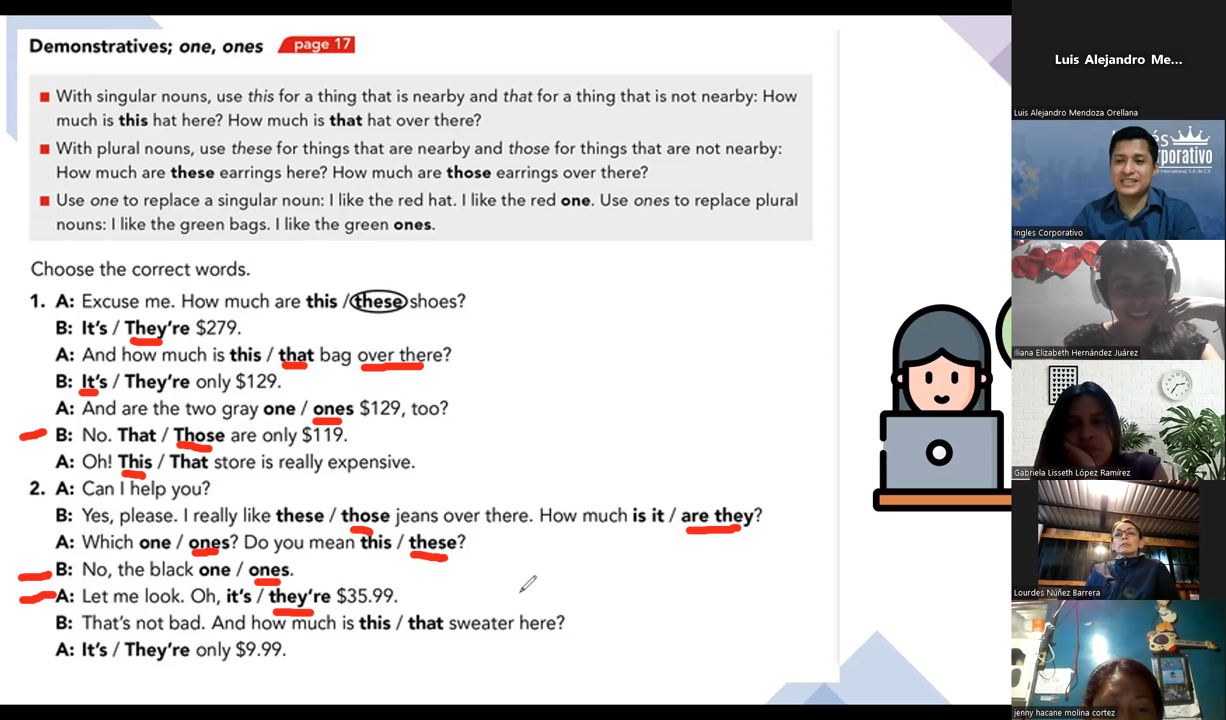 Demonstratives; one, ones page 17
With singular nouns, use this for a thing that is nearby and that for a thing that is not nearby: How
much is this hat here? How much is that hat over there?
With plural nouns, use these for things that are nearby and those for things that are not nearby:
How much are these earrings here? How much are those earrings over there?
Use one to replace a singular noun: I like the red hat. I like the red one. Use ones to replace plural
nouns: I like the green bags. I like the green ones.
Choose the correct words.
1. A: Excuse me. How much are this / these shoes?
B: It's / They're $279.
A: And how much is this / that bag over there?
B: It's / They're only $129.
A: And are the two gray one / ones $129, too?
B: No. That / Those are only $119.
A: Oh! This / That store is really expensive.
2. A: Can I help you?
B: Yes, please. I really like these / those jeans over there. How much is it / are they?
A: Which one / ones? Do you mean this / these?
B: No, the black one / ones.
A: Let me look. Oh, it's / they're $35.99.
B: That's not bad. And how much is this / that sweater here?
A: It's / They're only $9.99.
Luis Alejandro Me...
Luis Alejandro Mendoza Orellana
Ingles Corporativo
Iliana Elizabeth Hernández Juárez
Gabriela Lisseth López Ramírez
Lourdes Núñez Barrera
jenny hacane molina cortez